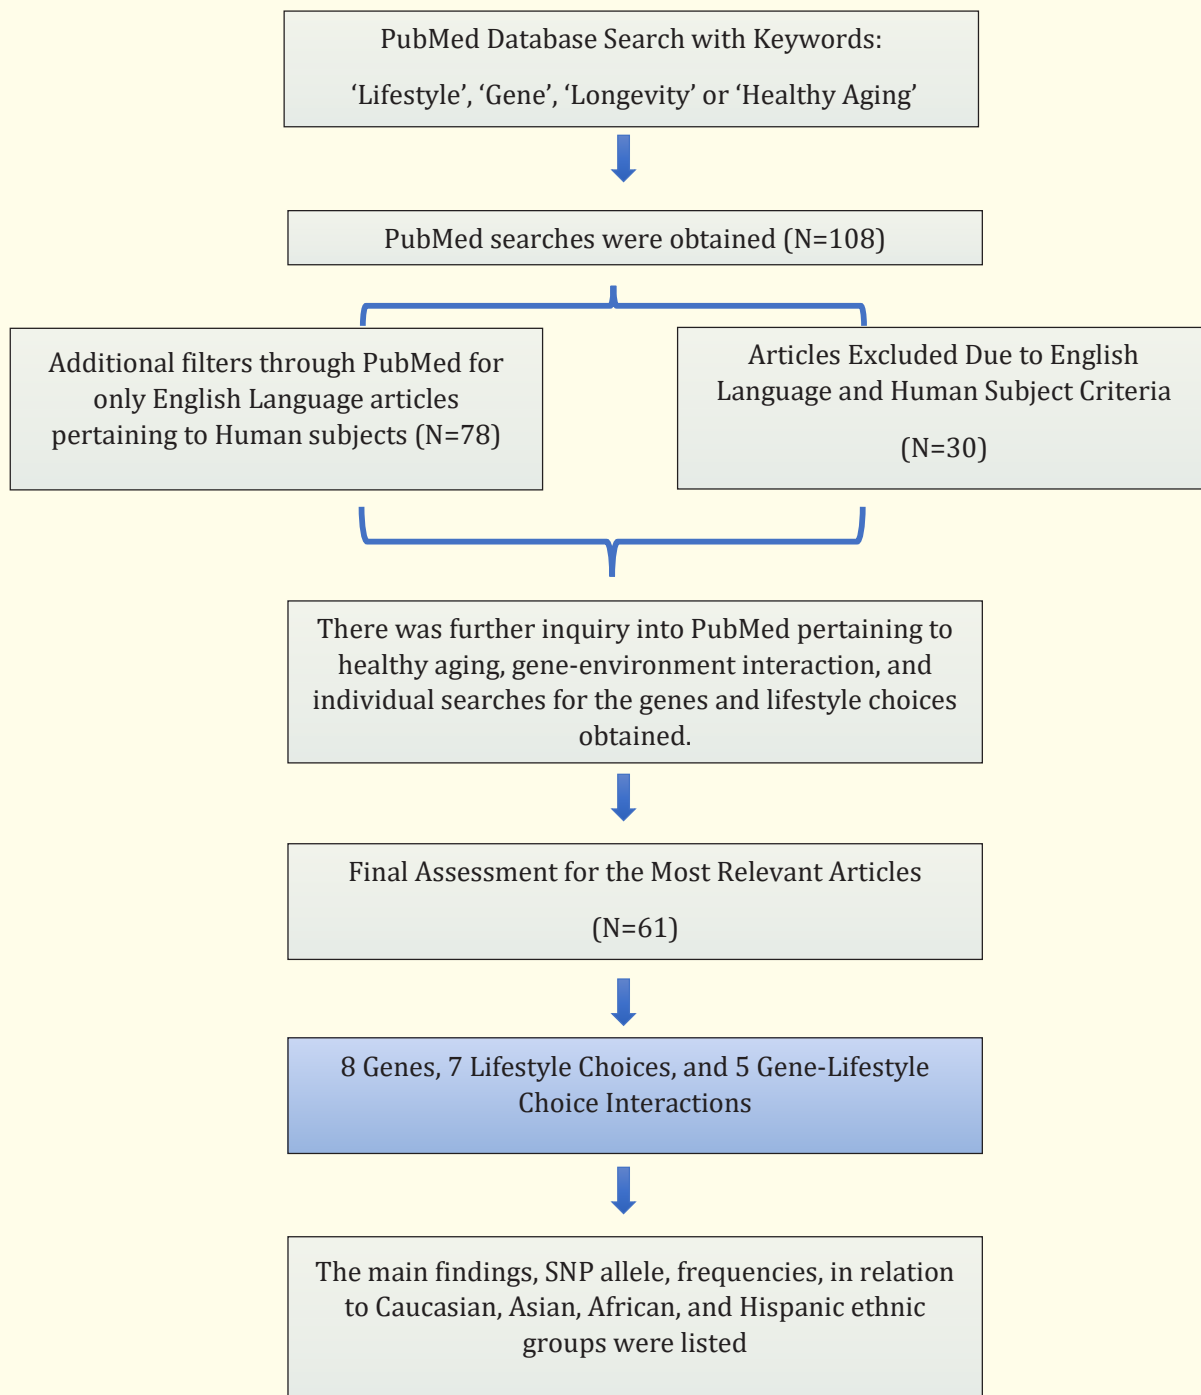 PubMed Database Search with Keywords:
‘Lifestyle’, ‘Gene’, ‘Longevity’ or ‘Healthy Aging’
PubMed searches were obtained (N=108)
Additional filters through PubMed for
only English Language articles
pertaining to Human subjects (N=78)
Articles Excluded Due to English
Language and Human Subject Criteria
(N=30)
There was further inquiry into PubMed pertaining to
healthy aging, gene-environment interaction, and
individual searches for the genes and lifestyle choices
obtained.
Final Assessment for the Most Relevant Articles
(N=61)
8 Genes, 7 Lifestyle Choices, and 5 Gene-Lifestyle
Choice Interactions
The main findings, SNP allele, frequencies, in relation
to Caucasian, Asian, African, and Hispanic ethnic
groups were listed